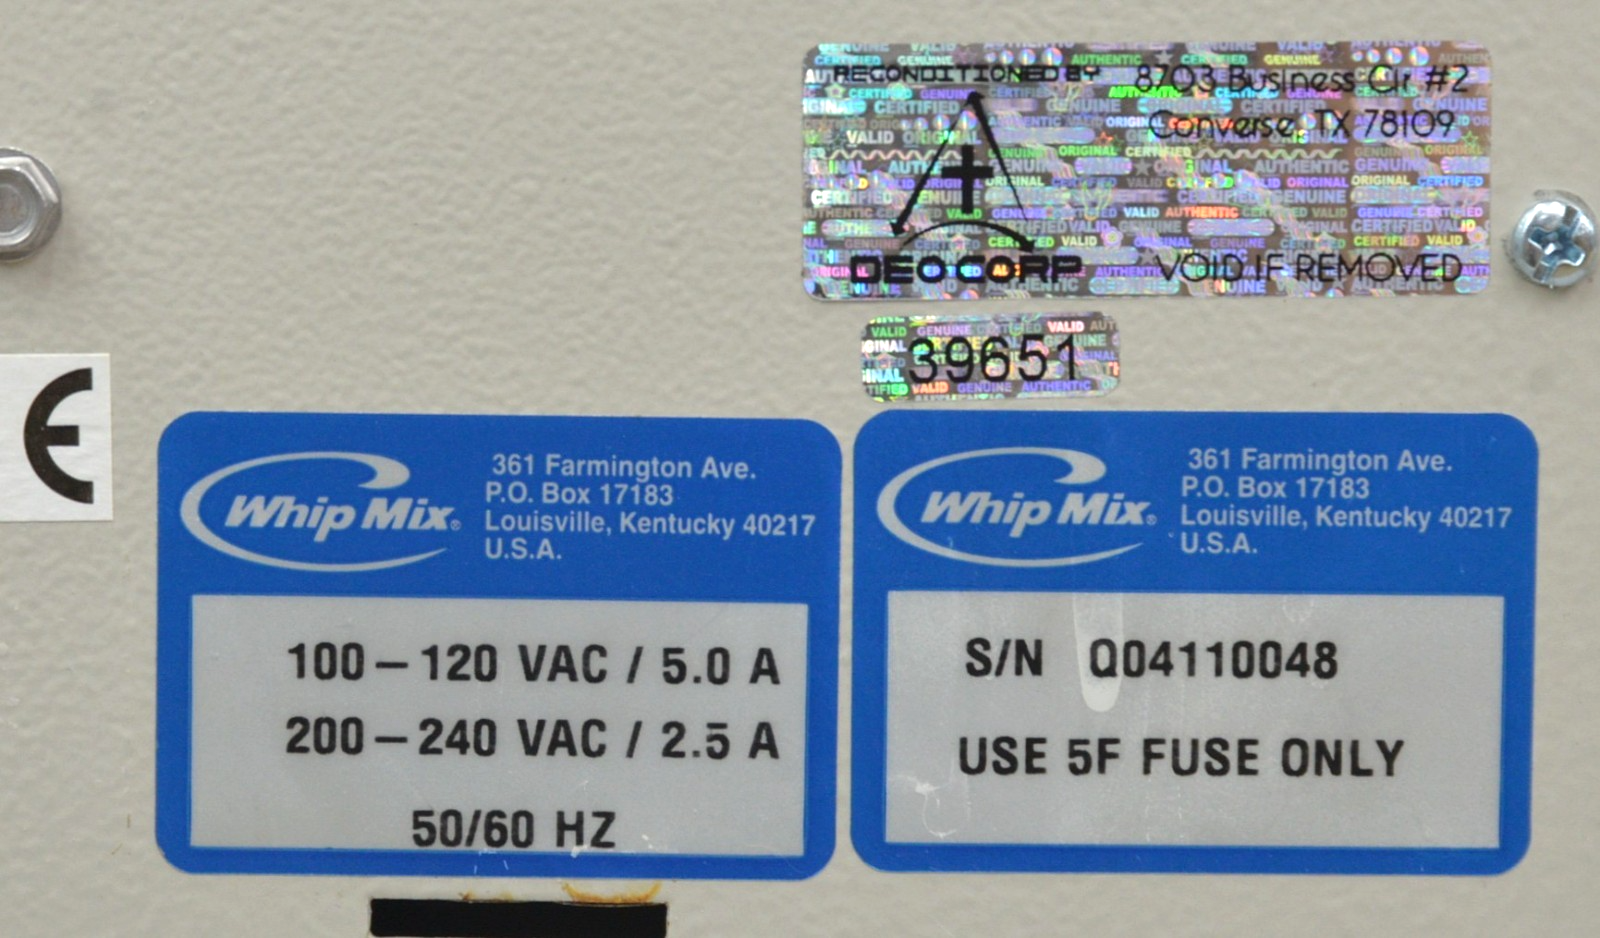 RECONDITIONED BY
8703 Business Cir. #2
Converse, TX 78109
DEO CORP
VOID IF REMOVED
39651
CE
Whip Mix®
361 Farmington Ave.
P.O. Box 17183
Louisville, Kentucky 40217
U.S.A.
100–120 VAC / 5.0 A
200–240 VAC / 2.5 A
50/60 HZ
Whip Mix®
361 Farmington Ave.
P.O. Box 17183
Louisville, Kentucky 40217
U.S.A.
S/N Q04110048
USE 5F FUSE ONLY